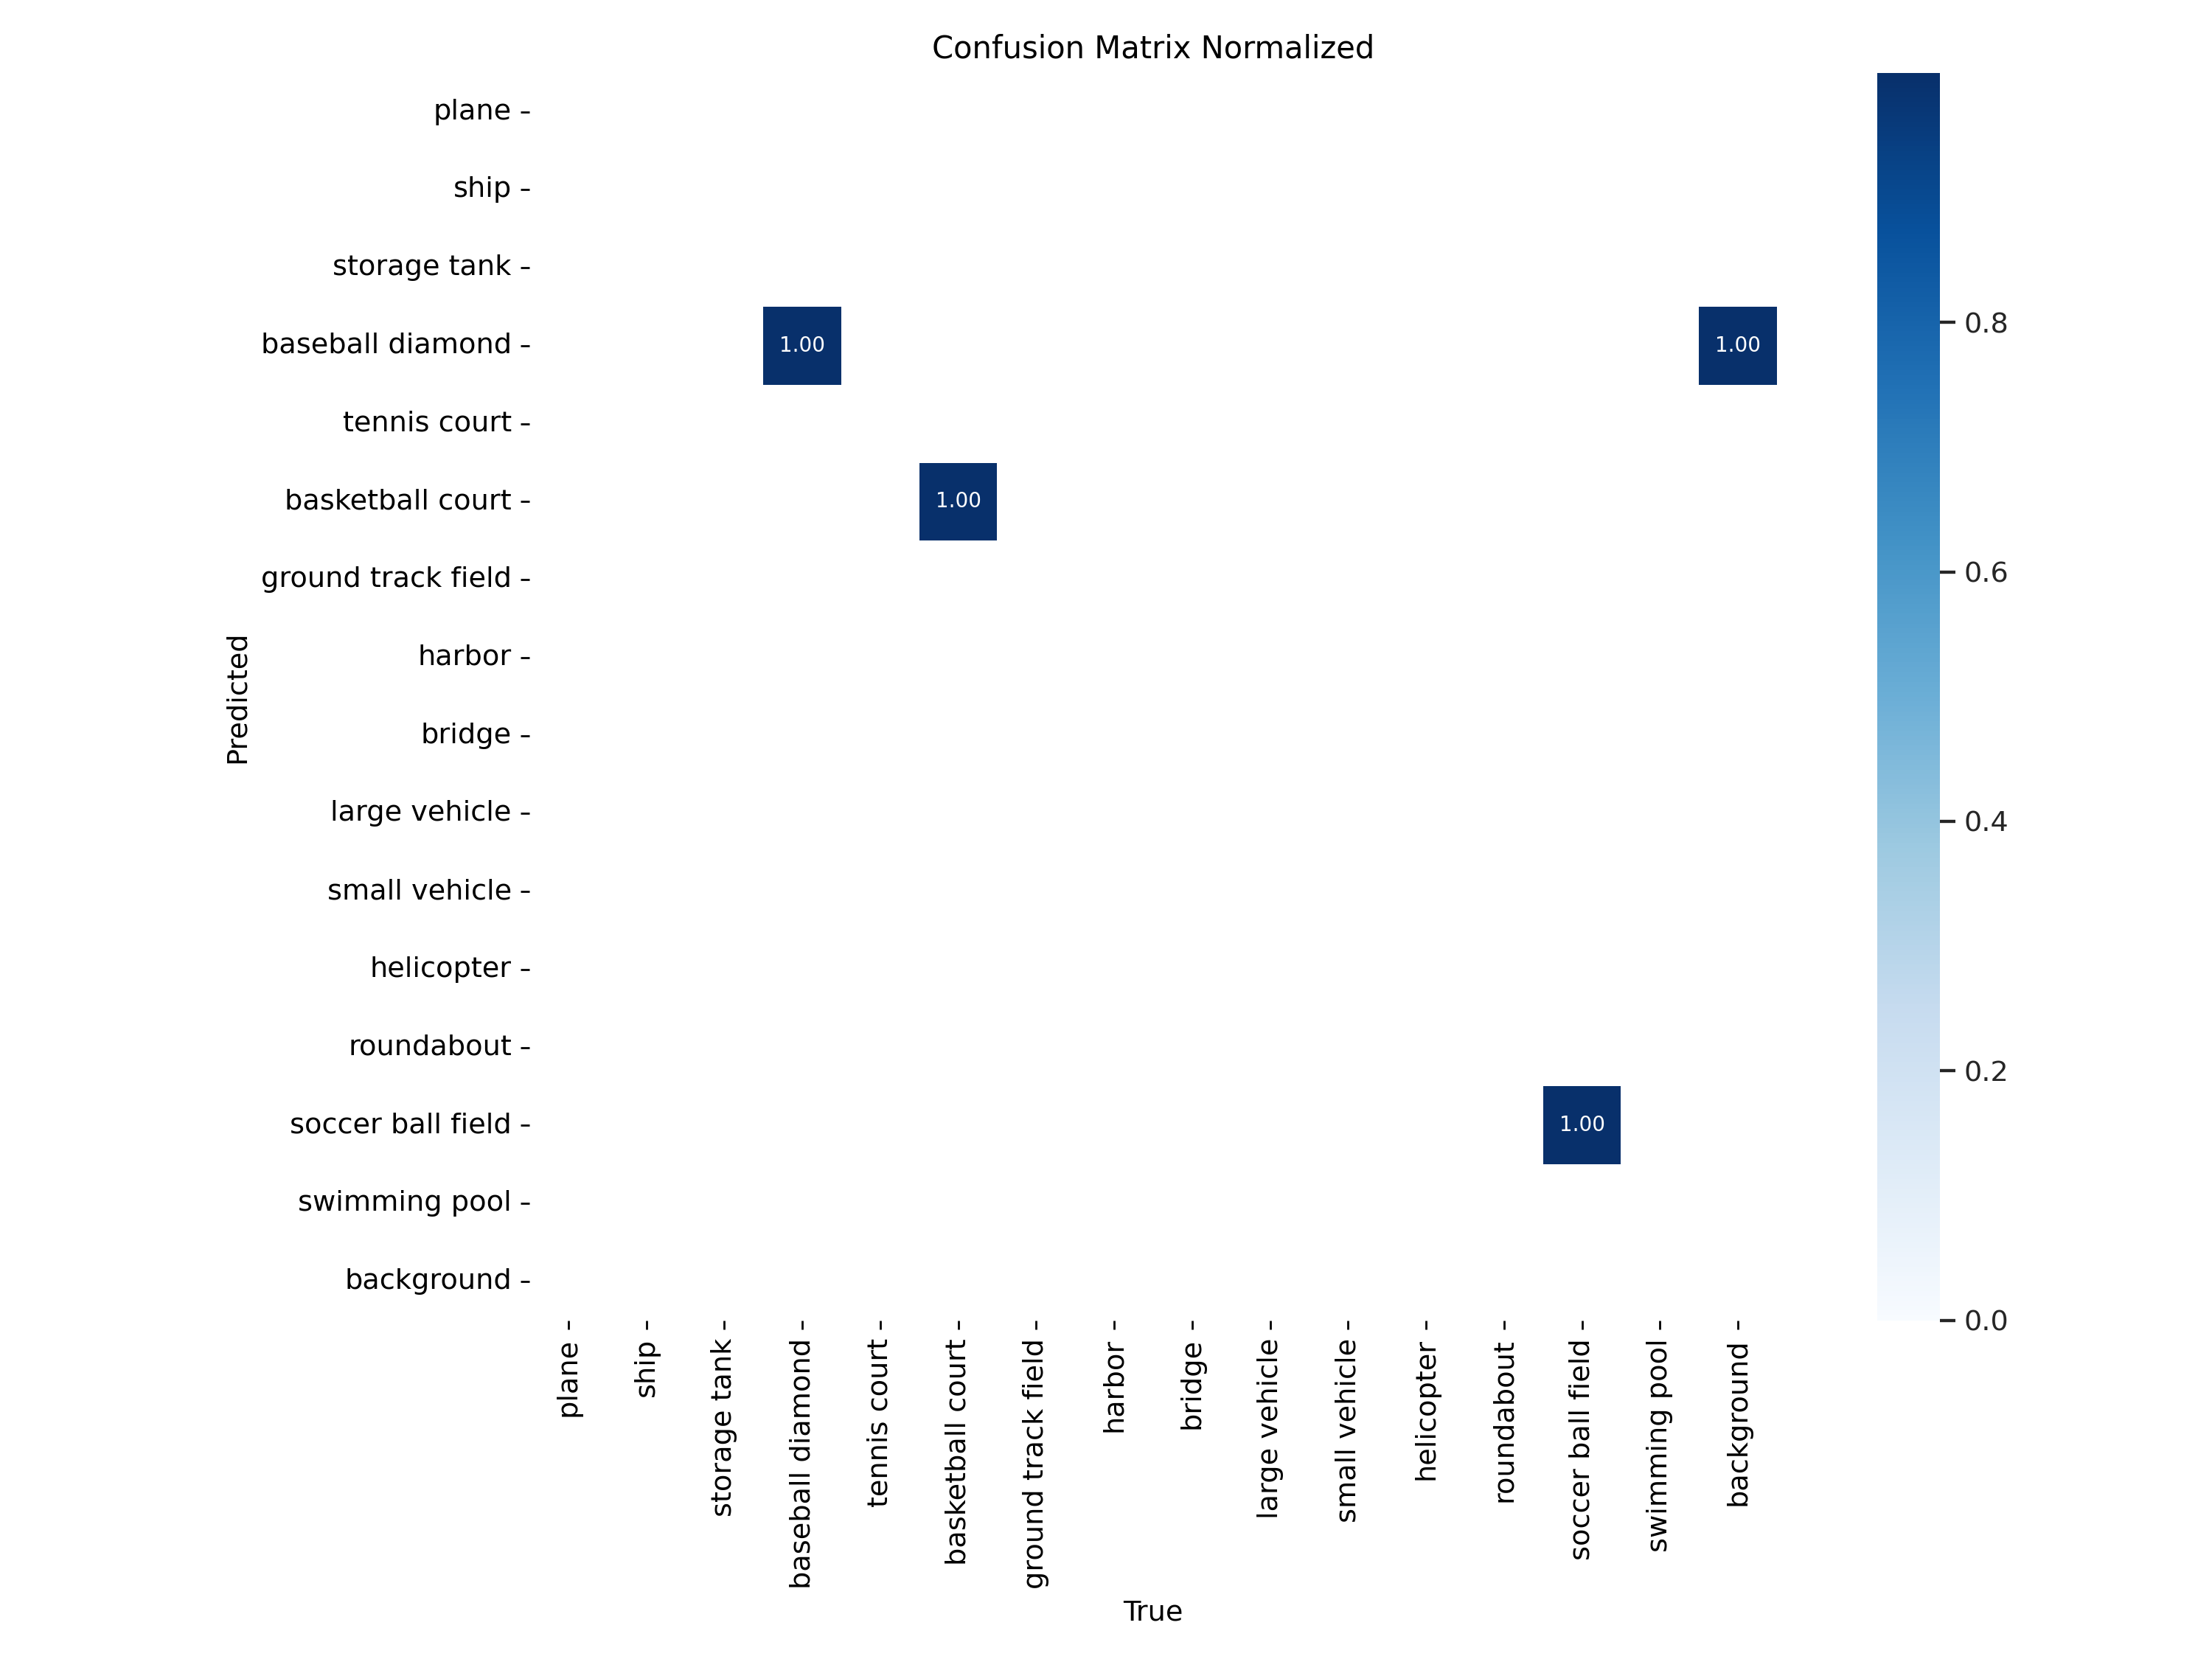 Confusion Matrix Normalized
plane
ship
storage tank
baseball diamond
1.00
1.00
0.8
tennis court
basketball court
1.00
ground track field
0.6
Predicted
harbor
bridge
large vehicle
0.4
small vehicle
helicopter
roundabout
0.2
soccer ball field
1.00
swimming pool
background
0.0
plane
ship
storage tank
baseball diamond
tennis court
basketball court
ground track field
harbor
bridge
large vehicle
small vehicle
helicopter
roundabout
soccer ball field
swimming pool
background
True